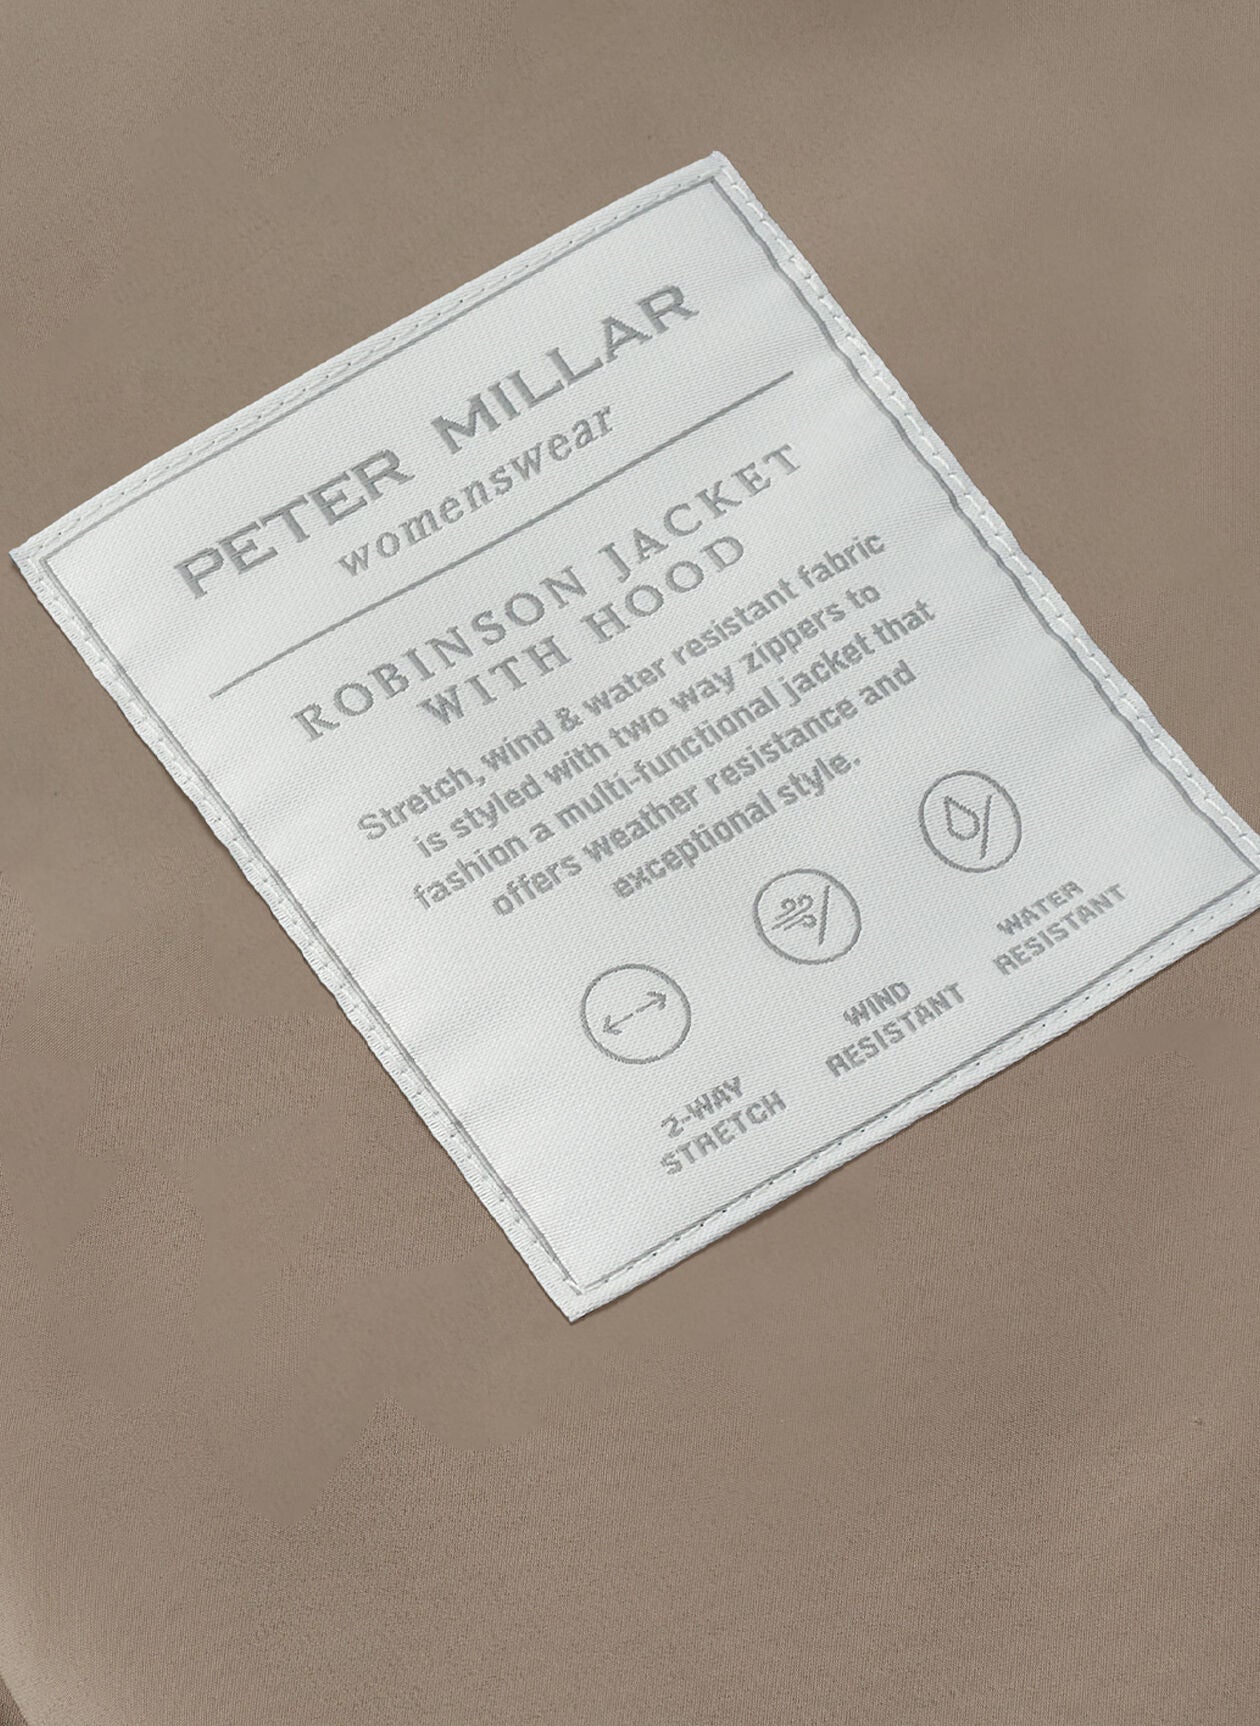 PETER MILLAR
womenswear
ROBINSON JACKET
WITH HOOD
Stretch, wind & water resistant fabric
is styled with two way zippers to
fashion a multi-functional jacket that
offers weather resistance and
exceptional style.
2-WAY
STRETCH
WIND
RESISTANT
WATER
RESISTANT